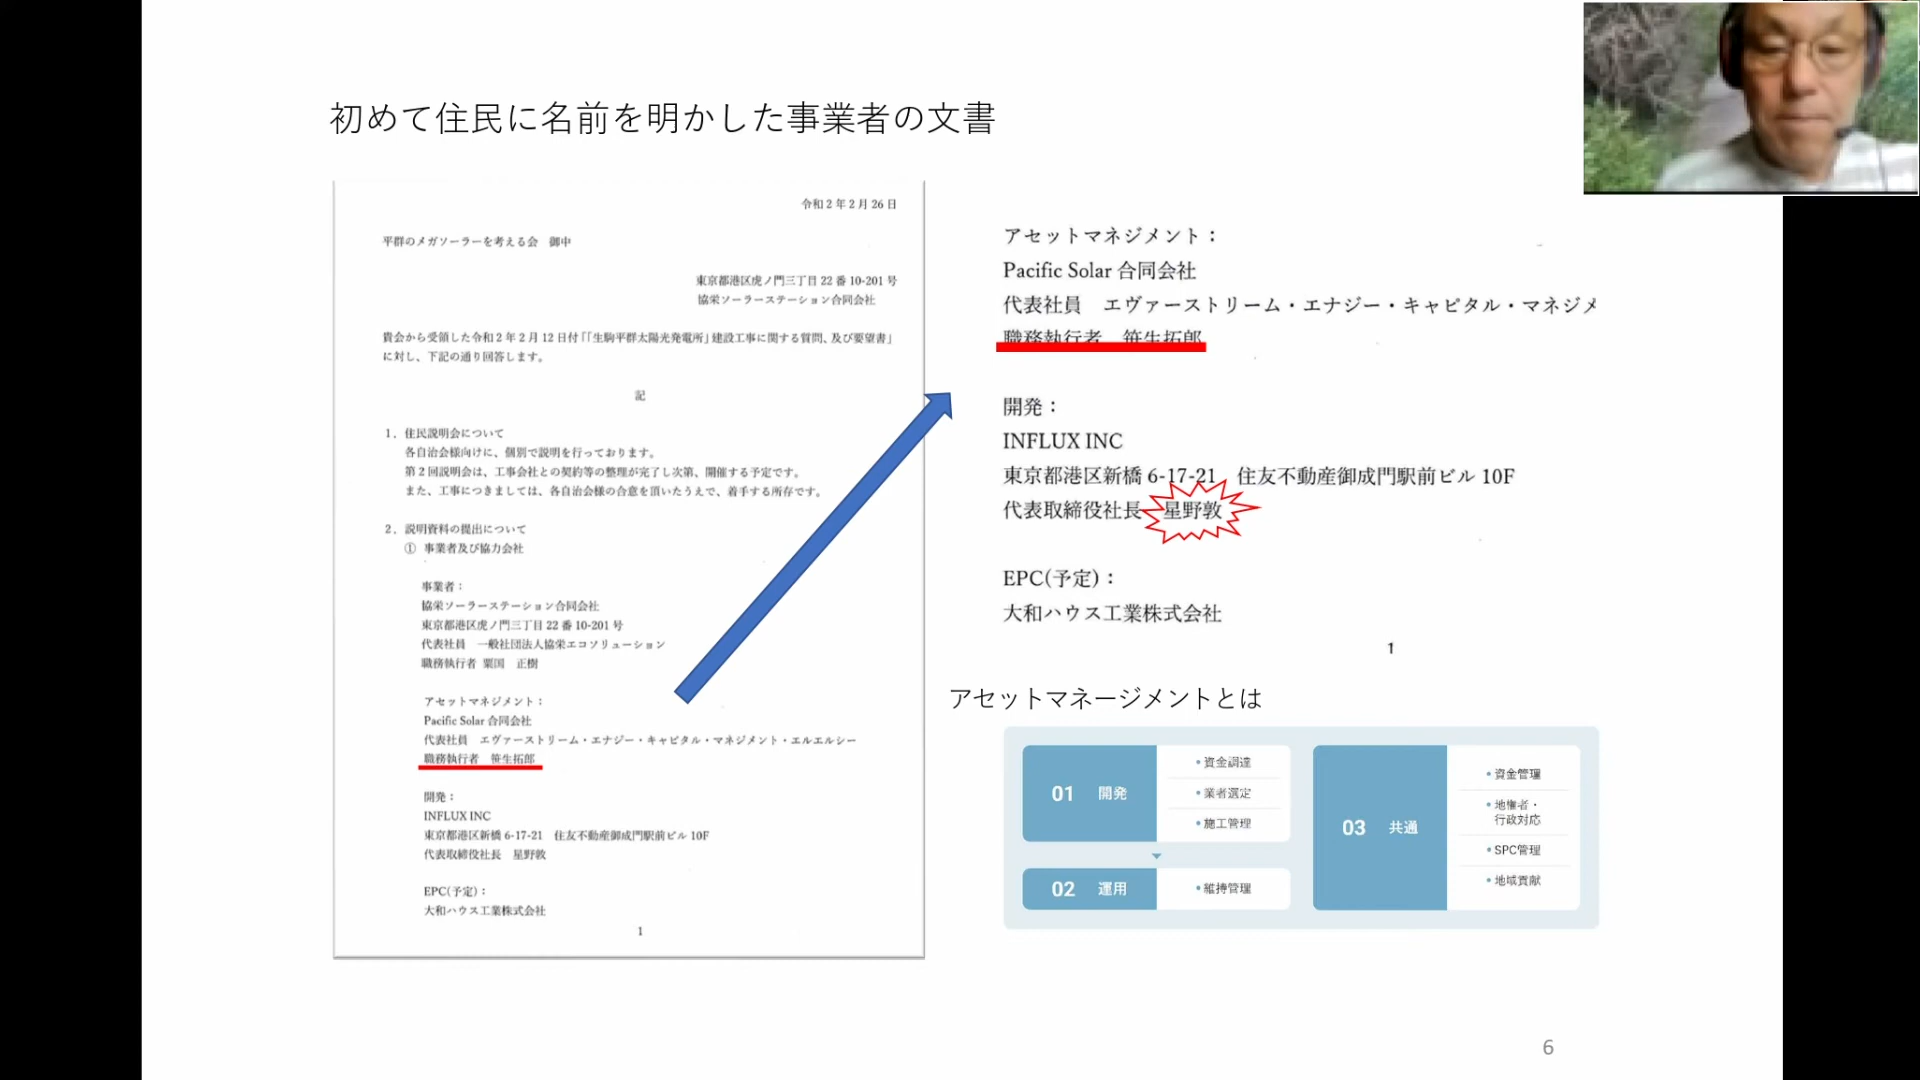 初めて住民に名前を明かした事業者の文書
令和2年2月26日
平群のメガソーラーを考える会　御中
東京都港区虎ノ門三丁目22番10-201号
協栄ソーラーステーション合同会社
貴会から受領した令和2年2月12日付「「生駒平群太陽光発電所」建設工事に関する質問、及び要望書」
に対し、下記の通り回答します。
記
1．住民説明会について
各自治会様向けに、個別で説明を行っております。
第2回説明会は、工事会社との契約等の整理が完了し次第、開催する予定です。
また、工事につきましては、各自治会様の合意を頂いたうえで、着手する所存です。
2．説明資料の提出について
① 事業者及び協力会社
事業者：
協栄ソーラーステーション合同会社
東京都港区虎ノ門三丁目22番10-201号
代表社員　一般社団法人協栄エコソリューション
職務執行者 粟国　正樹
アセットマネジメント：
Pacific Solar 合同会社
代表社員　エヴァーストリーム・エナジー・キャピタル・マネジメント・エルエルシー
職務執行者　笹生拓郎
開発：
INFLUX INC
東京都港区新橋 6-17-21　住友不動産御成門駅前ビル 10F
代表取締役社長　星野敦
EPC(予定)：
大和ハウス工業株式会社
1
アセットマネジメント：
Pacific Solar 合同会社
代表社員　エヴァーストリーム・エナジー・キャピタル・マネジメ
職務執行者　笹生拓郎
開発：
INFLUX INC
東京都港区新橋 6-17-21　住友不動産御成門駅前ビル 10F
代表取締役社長　星野敦
EPC(予定)：
大和ハウス工業株式会社
1
アセットマネージメントとは
01 開発
・資金調達
・業者選定
・施工管理
02 運用
・維持管理
03 共通
・資金管理
・地権者・
行政対応
・SPC管理
・地域貢献
6